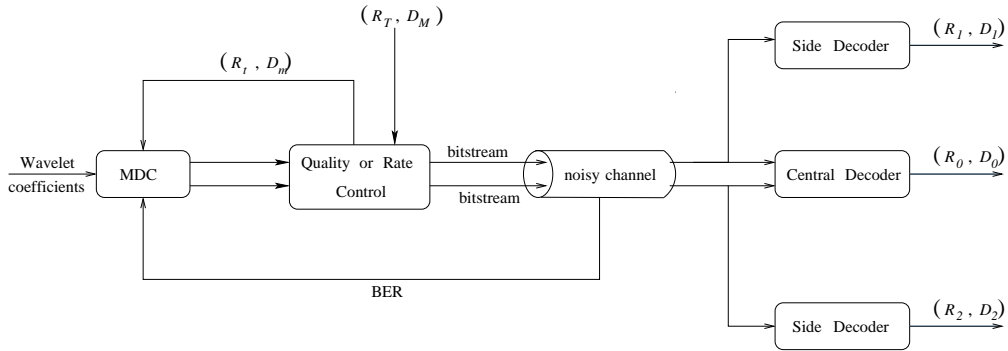 (R_T , D_M)
(R_1 , D_1)
Side Decoder
(R_t , D_m)
Wavelet
coefficients
MDC
Quality or Rate
Control
bitstream
bitstream
noisy channel
Central Decoder
(R_0 , D_0)
BER
Side Decoder
(R_2 , D_2)